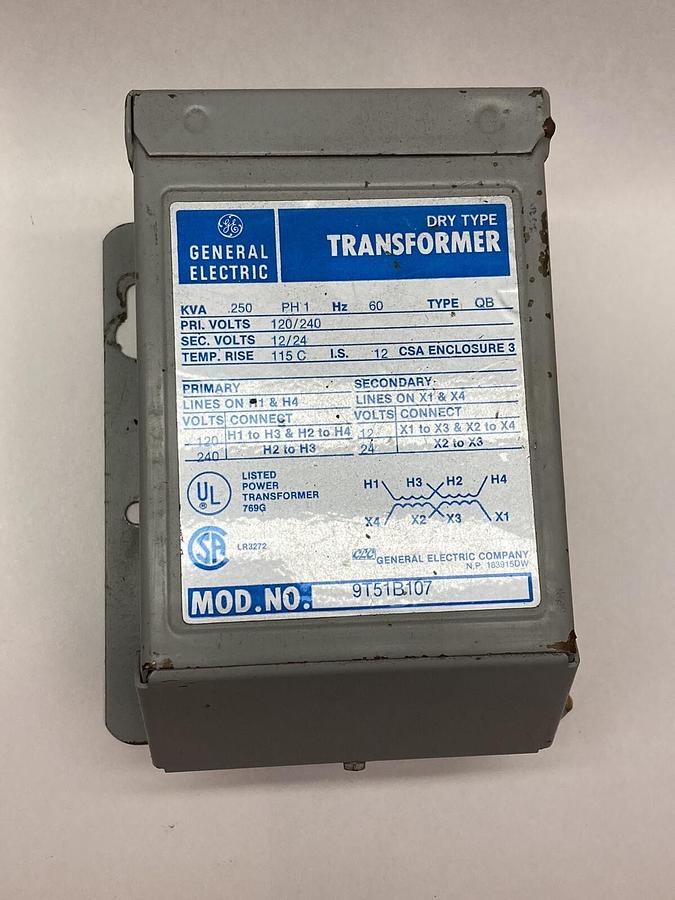 GE
GENERAL
ELECTRIC
DRY TYPE
TRANSFORMER
KVA .250 PH 1 Hz 60 TYPE QB
PRI. VOLTS 120/240
SEC. VOLTS 12/24
TEMP. RISE 115 C I.S. 12 CSA ENCLOSURE 3
PRIMARY SECONDARY
LINES ON H1 & H4 LINES ON X1 & X4
VOLTS CONNECT VOLTS CONNECT
120 H1 to H3 & H2 to H4 12 X1 to X3 & X2 to X4
240 H2 to H3 24 X2 to X3
UL
®
LISTED
POWER
TRANSFORMER
769G
H1 H3 H2 H4
X4 X2 X3 X1
SA
LR3272
GENERAL ELECTRIC COMPANY
N.P. 183915DW
MOD.NO. 9T51B107